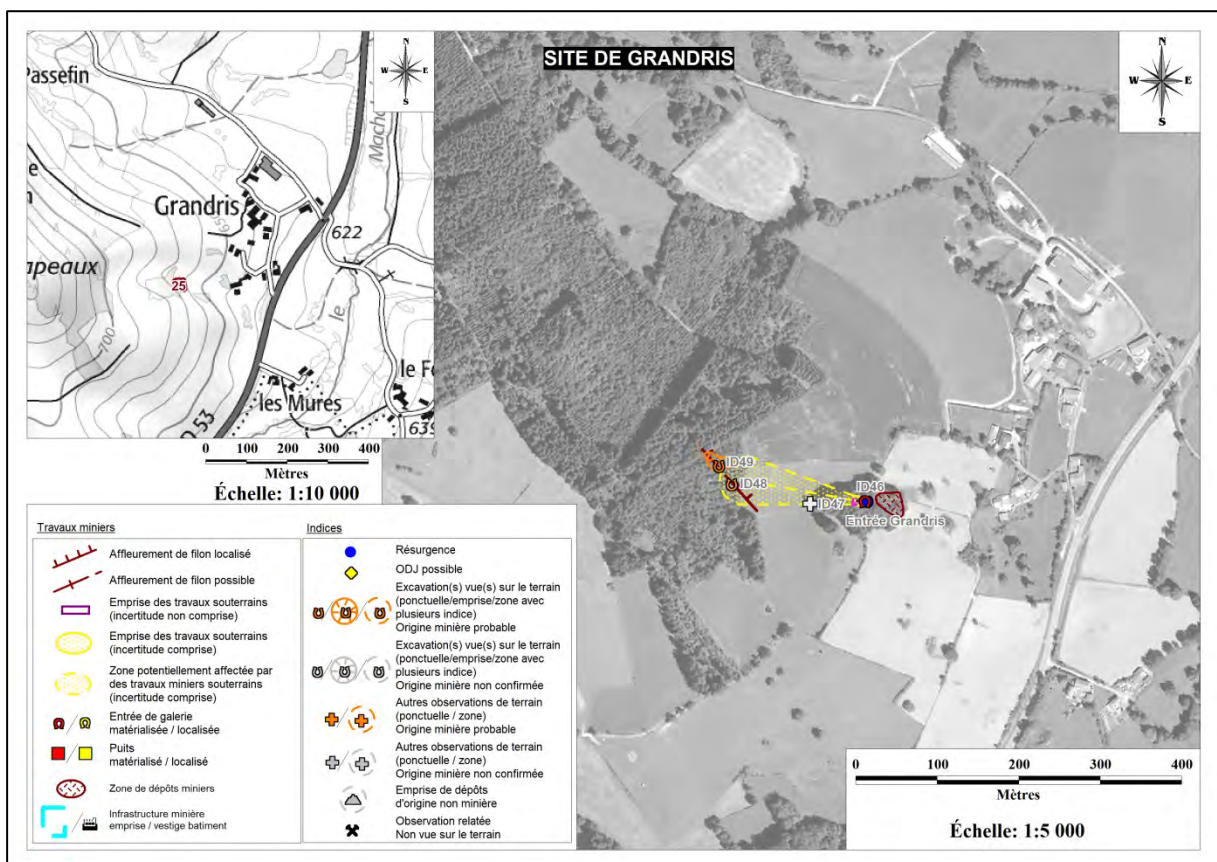 SITE DE GRANDRIS
Passefin
Grandris
622
Macho
le
25
apeaux
700
les Mures
le Fo
D 53
639
N
W E
S
0 100 200 300 400
Mètres
Échelle: 1:10 000
N
W E
S
ID49
ID48
ID47
ID46
Entrée Grandris
Travaux miniers
Affleurement de filon localisé
Affleurement de filon possible
Emprise des travaux souterrains
(incertitude non comprise)
Emprise des travaux souterrains
(incertitude comprise)
Zone potentiellement affectée par
des travaux miniers souterrains
(incertitude comprise)
Entrée de galerie
matérialisée / localisée
Puits
matérialisé / localisé
Zone de dépôts miniers
Infrastructure minière
emprise / vestige batiment
Indices
Résurgence
ODJ possible
Excavation(s) vue(s) sur le terrain
(ponctuelle/emprise/zone avec
plusieurs indice)
Origine minière probable
Excavation(s) vue(s) sur le terrain
(ponctuelle/emprise/zone avec
plusieurs indice)
Origine minière non confirmée
Autres observations de terrain
(ponctuelle / zone)
Origine minière probable
Autres observations de terrain
(ponctuelle / zone)
Origine minière non confirmée
Emprise de dépôts
d'origine non minière
Observation relatée
Non vue sur le terrain
0 100 200 300 400
Mètres
Échelle: 1:5 000